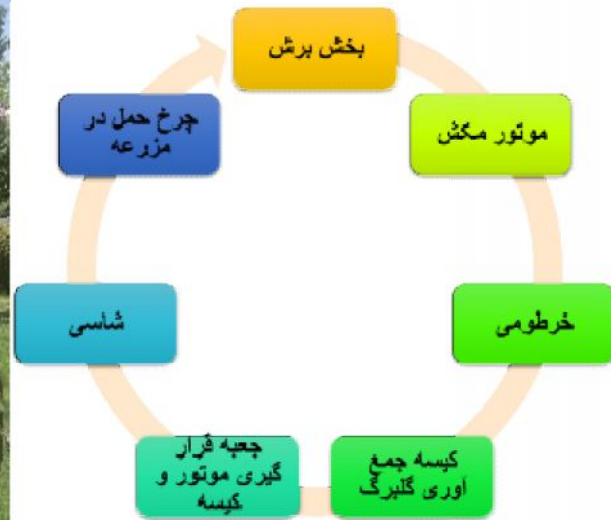 بخش برش
موتور مکش
خرطومی
کیسه جمع
آوری گلبرگ
جعبه قرار
گیری موتور و
کیسه
شاسی
چرخ حمل در
مزرعه